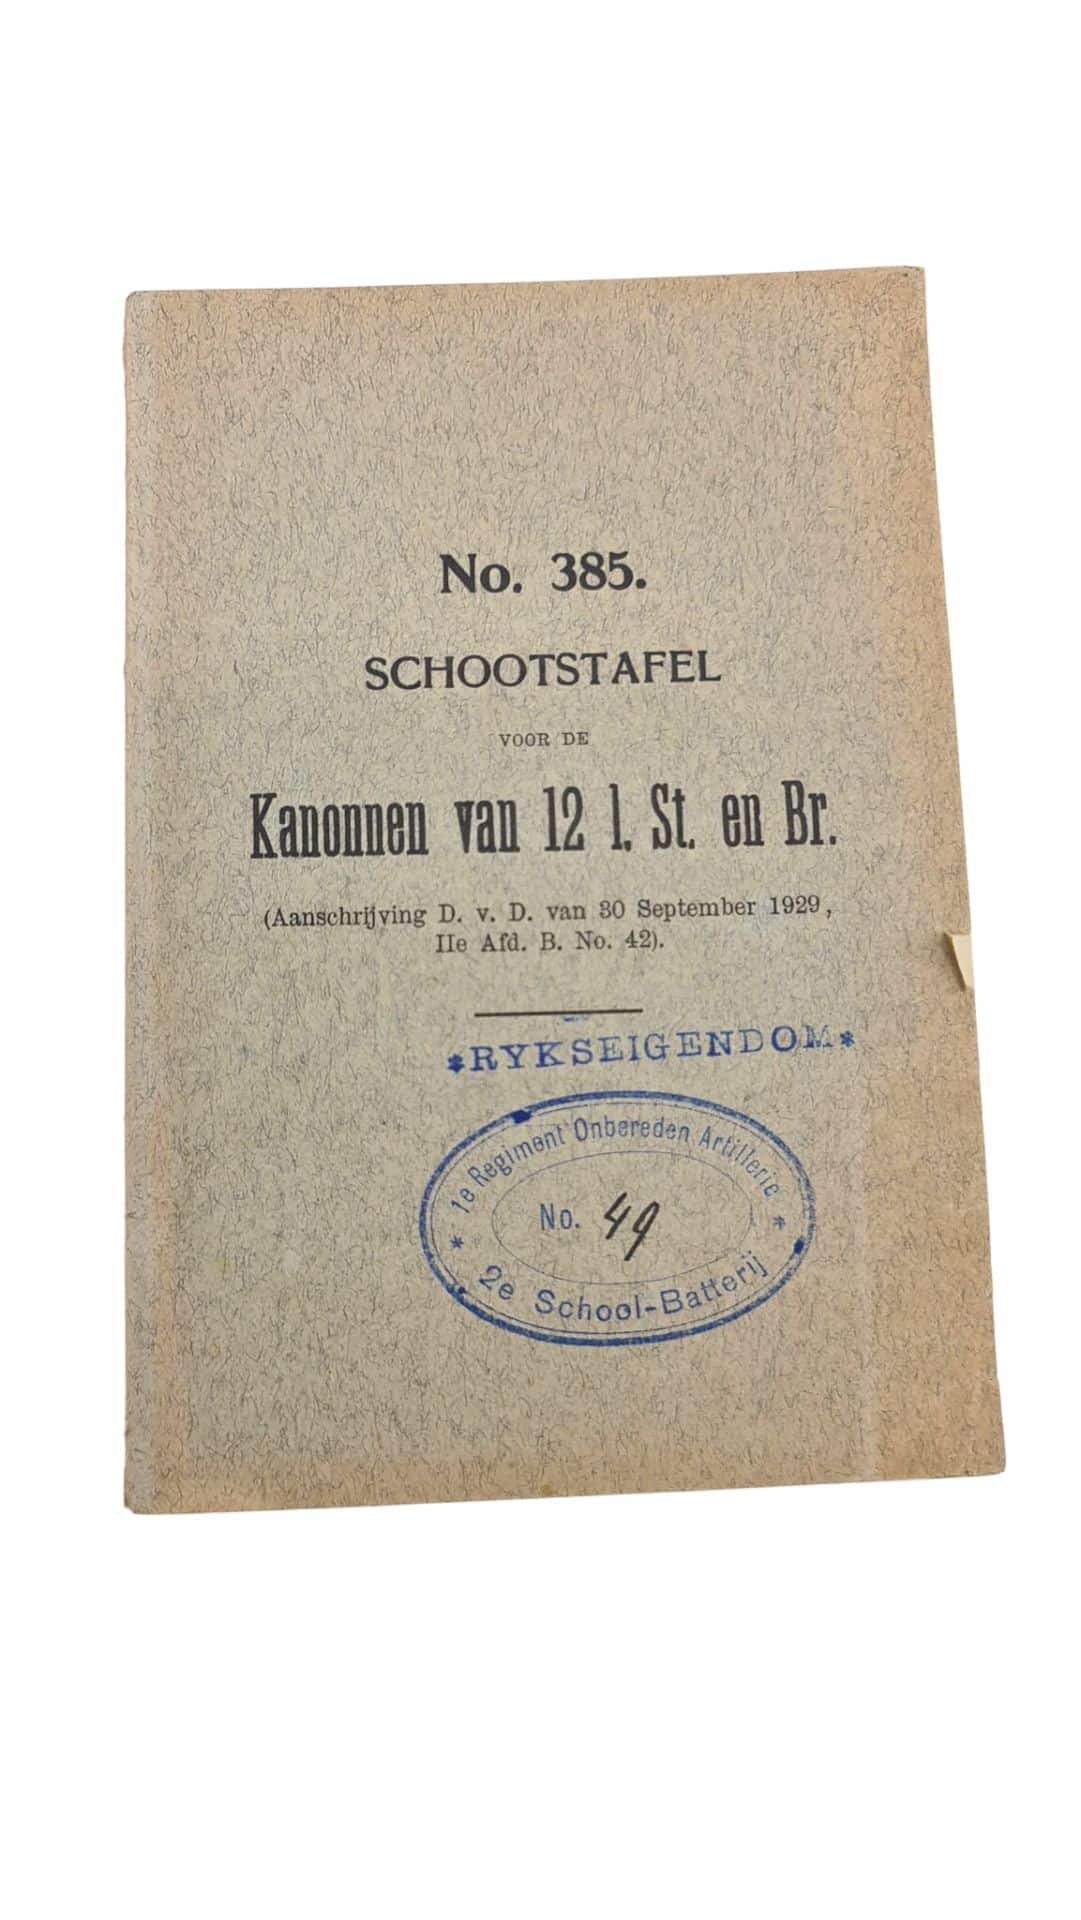 No. 385.
SCHOOTSTAFEL
VOOR DE
Kanonnen van 12 l. St. en Br.
(Aanschrijving D. v. D. van 30 September 1929,
IIe Afd. B. No. 42).
*RYKSEIGENDOM*
1e Regiment Onbereden Artillerie
No. 49
* 2e School-Batterij *